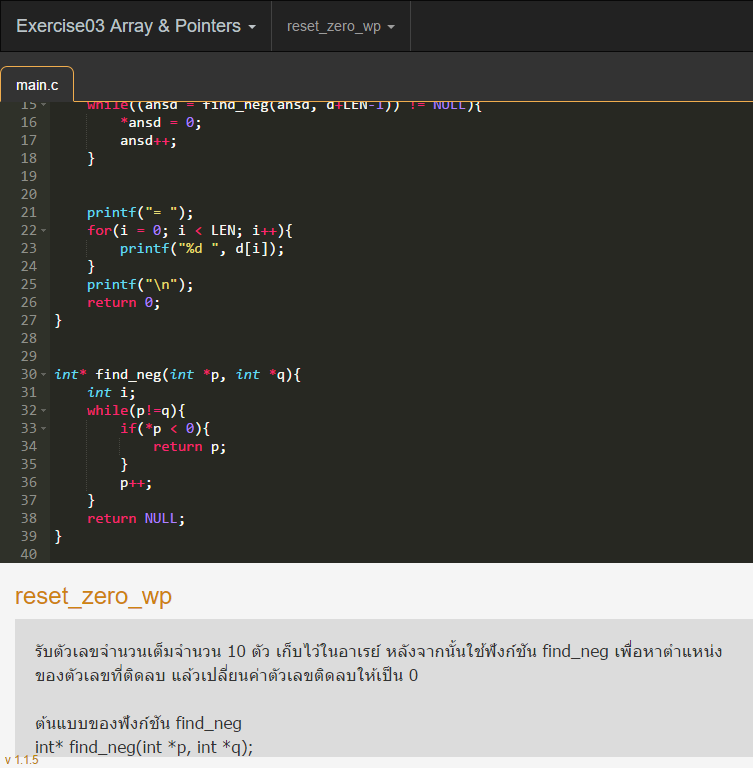 Exercise03 Array & Pointers reset_zero_wp
main.c
15 while((ansd = find_neg(ansd, d+LEN-1)) != NULL){
16 *ansd = 0;
17 ansd++;
18 }
19
20
21 printf("= ");
22 for(i = 0; i < LEN; i++){
23 printf("%d ", d[i]);
24 }
25 printf("\n");
26 return 0;
27 }
28
29
30 int* find_neg(int *p, int *q){
31 int i;
32 while(p!=q){
33 if(*p < 0){
34 return p;
35 }
36 p++;
37 }
38 return NULL;
39 }
40
reset_zero_wp
รับตัวเลขจำนวนเต็มจำนวน 10 ตัว เก็บไว้ในอาเรย์ หลังจากนั้นใช้ฟังก์ชัน find_neg เพื่อหาตำแหน่ง
ของตัวเลขที่ติดลบ แล้วเปลี่ยนค่าตัวเลขติดลบให้เป็น 0
ต้นแบบของฟังก์ชัน find_neg
int* find_neg(int *p, int *q);
v 1.1.5